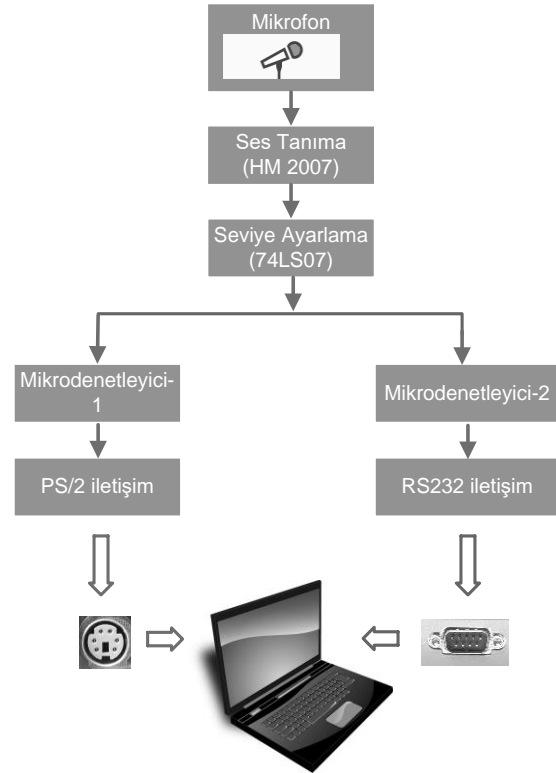 Mikrofon
Ses Tanıma
(HM 2007)
Seviye Ayarlama
(74LS07)
Mikrodenetleyici-
1
Mikrodenetleyici-2
PS/2 iletişim
RS232 iletişim